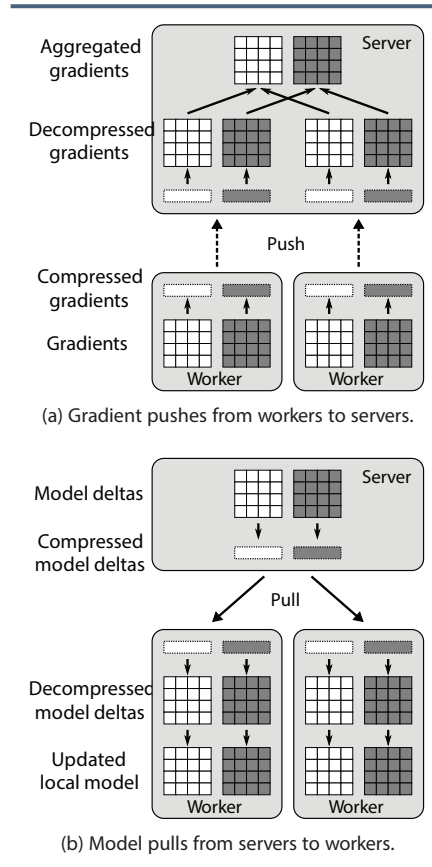 Aggregated
gradients
Server
Decompressed
gradients
Push
Compressed
gradients
Gradients
Worker
Worker
(a) Gradient pushes from workers to servers.
Model deltas
Server
Compressed
model deltas
Pull
Decompressed
model deltas
Updated
local model
Worker
Worker
(b) Model pulls from servers to workers.